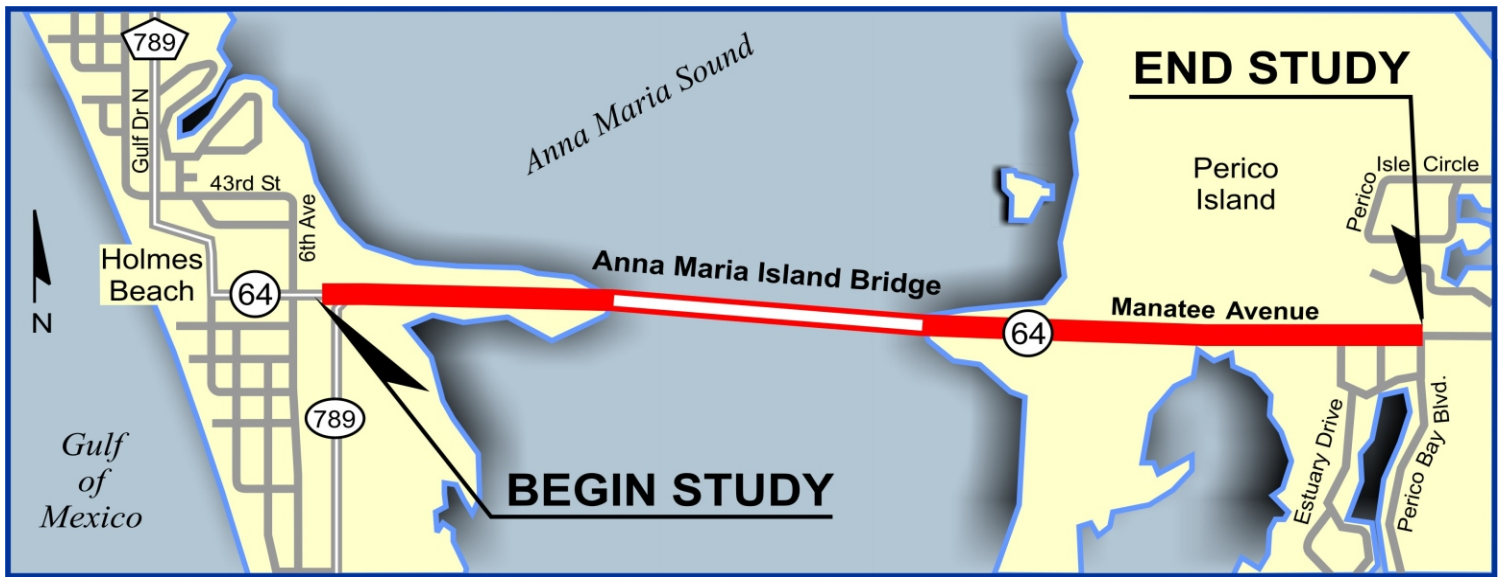 789
Gulf Dr N
43rd St
6th Ave
Holmes
Beach
64
N
789
Gulf
of
Mexico
BEGIN STUDY
Anna Maria Sound
Anna Maria Island Bridge
END STUDY
Perico
Island
Perico Isle Circle
Manatee Avenue
64
Estuary Drive
Perico Bay Blvd.